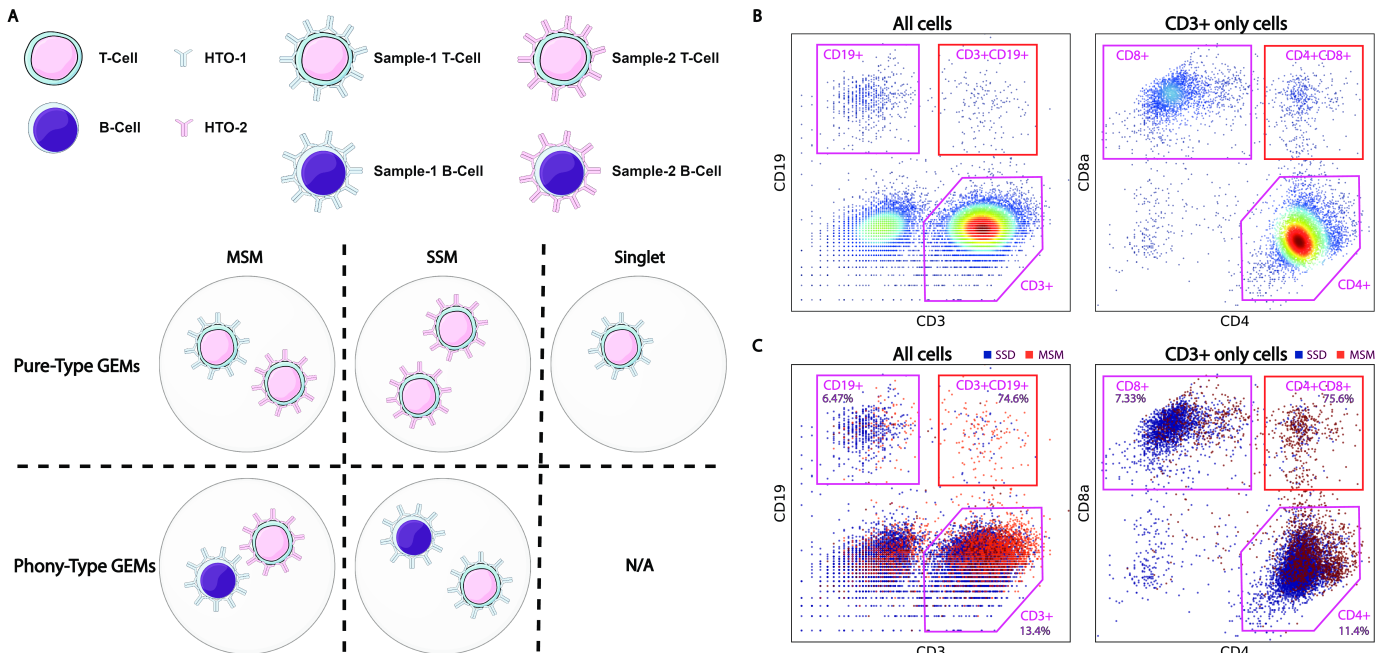 A
T-Cell
HTO-1
Sample-1 T-Cell
Sample-2 T-Cell
B-Cell
HTO-2
Sample-1 B-Cell
Sample-2 B-Cell
MSM
SSM
Singlet
Pure-Type GEMs
Phony-Type GEMs
N/A
B
All cells
CD3+ only cells
CD19+
CD3+CD19+
CD3+
CD19
CD3
CD8+
CD4+CD8+
CD4+
CD8a
CD4
C
All cells
SSD MSM
CD3+ only cells
SSD MSM
CD19+
6.47%
CD3+CD19+
74.6%
CD3+
13.4%
CD19
CD3
CD8+
7.33%
CD4+CD8+
75.6%
CD4+
11.4%
CD8a
CD4